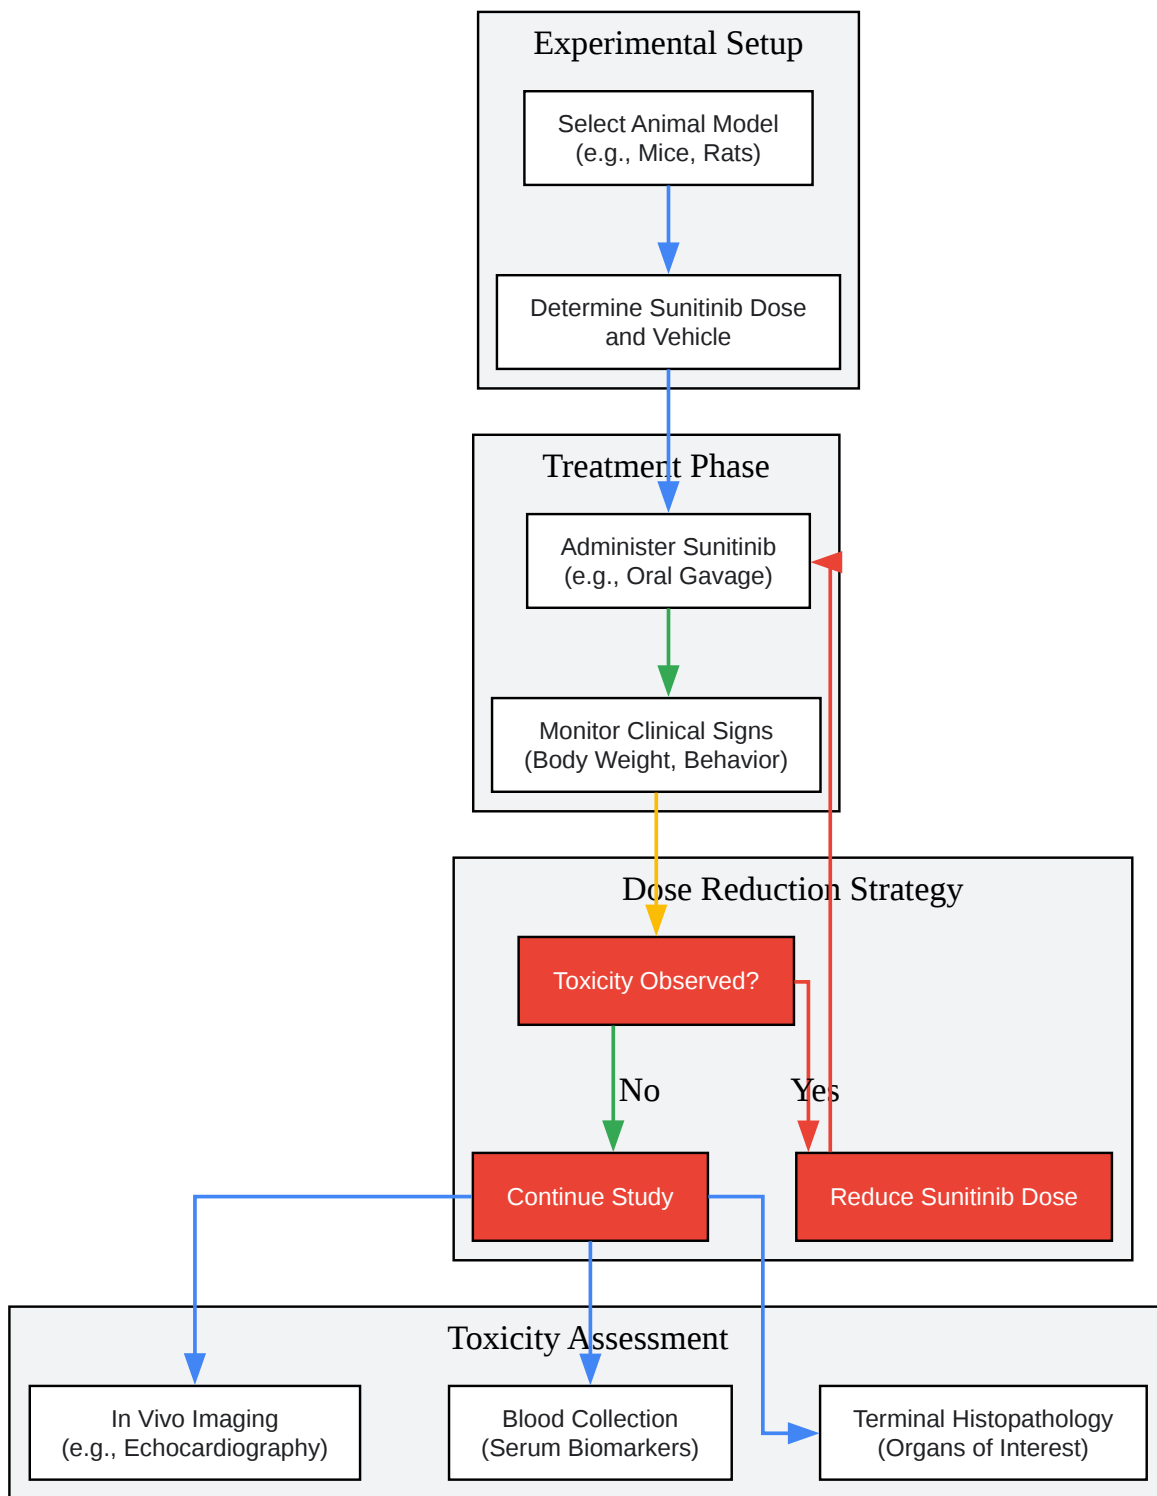 Experimental Setup
Select Animal Model
(e.g., Mice, Rats)
Determine Sunitinib Dose
and Vehicle
Treatment Phase
Administer Sunitinib
(e.g., Oral Gavage)
Monitor Clinical Signs
(Body Weight, Behavior)
Dose Reduction Strategy
Toxicity Observed?
No
Yes
Continue Study
Reduce Sunitinib Dose
Toxicity Assessment
In Vivo Imaging
(e.g., Echocardiography)
Blood Collection
(Serum Biomarkers)
Terminal Histopathology
(Organs of Interest)